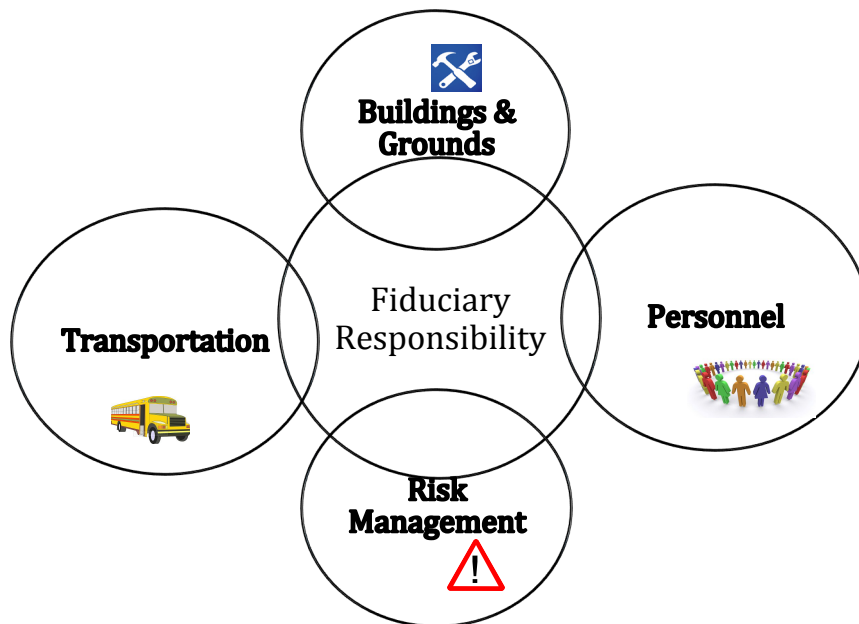 Buildings &
Grounds
Fiduciary
Responsibility
Transportation
Personnel
Risk
Management
!